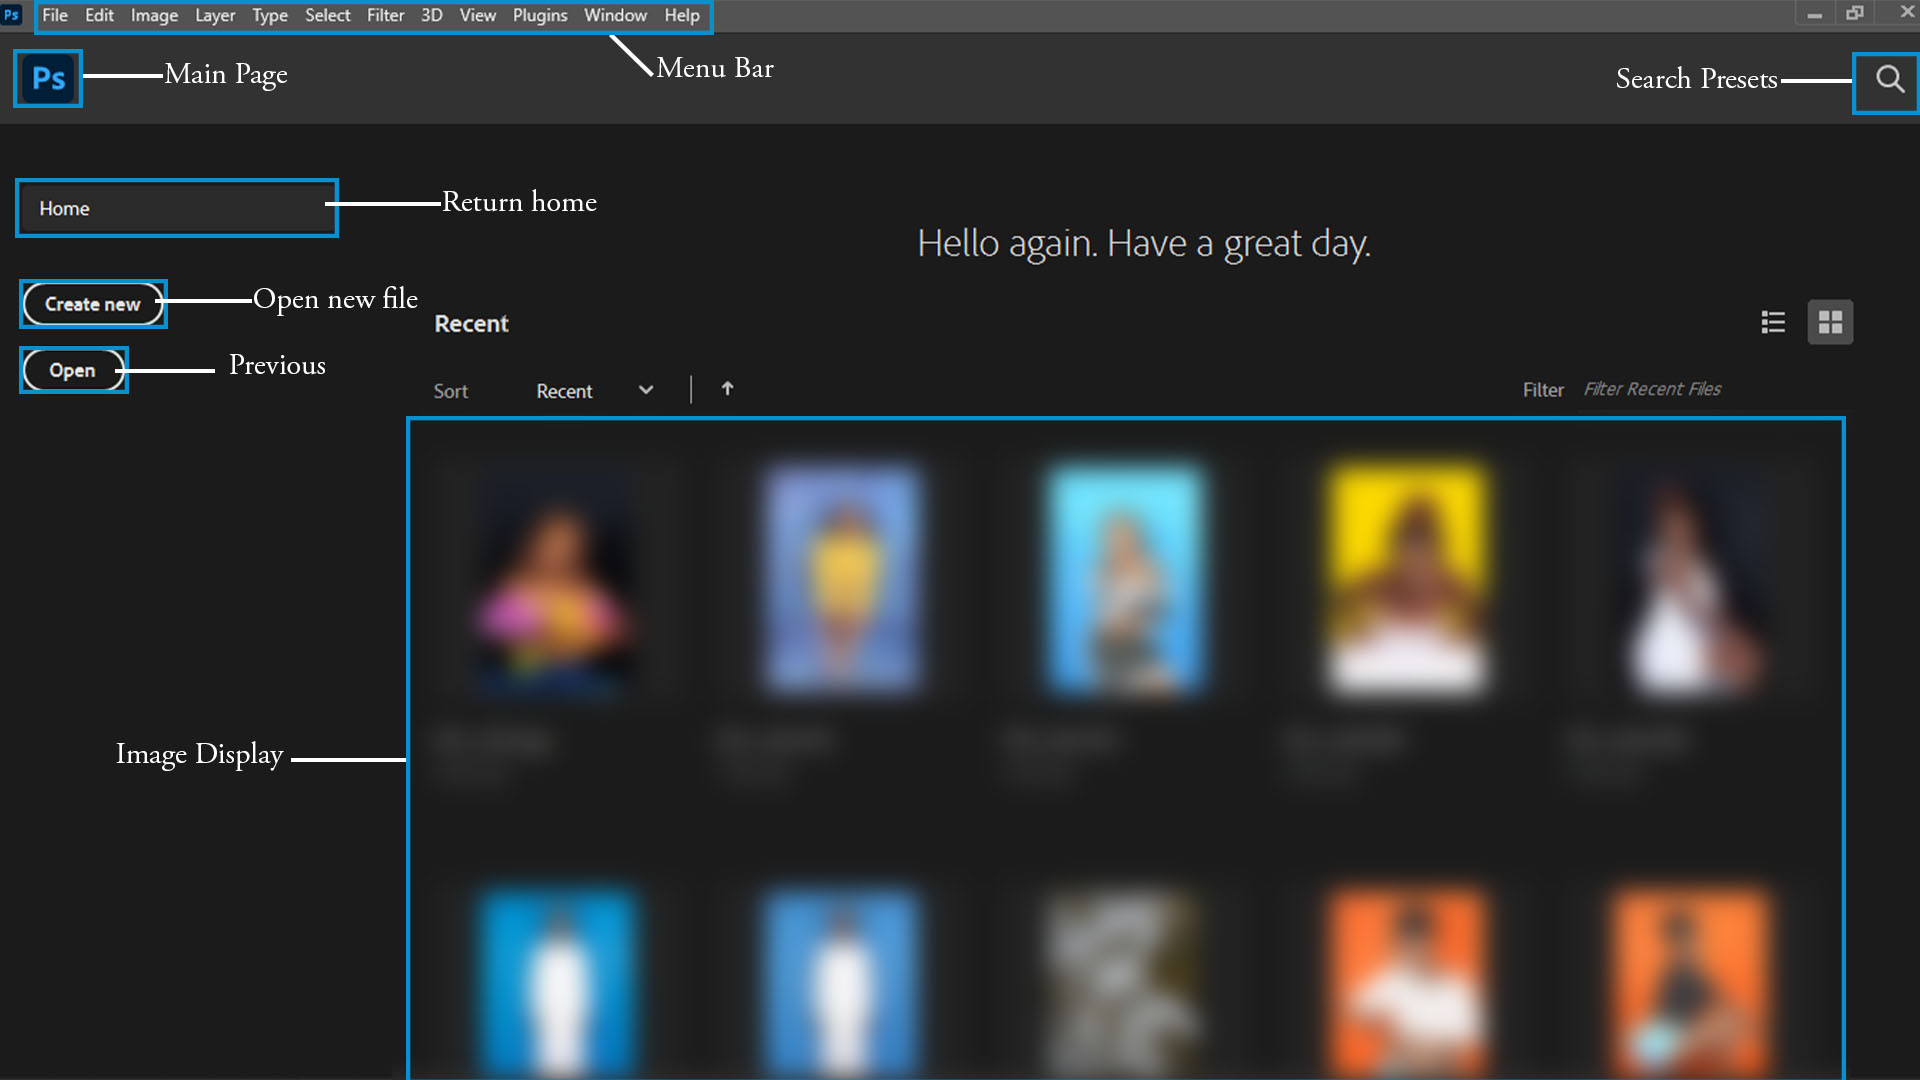 Ps File Edit Image Layer Type Select Filter 3D View Plugins Window Help
Ps Main Page
Menu Bar
Search Presets
Home
Return home
Hello again. Have a great day.
Create new
Open new file
Recent
Open
Previous
Sort Recent
Filter Filter Recent Files
Image Display